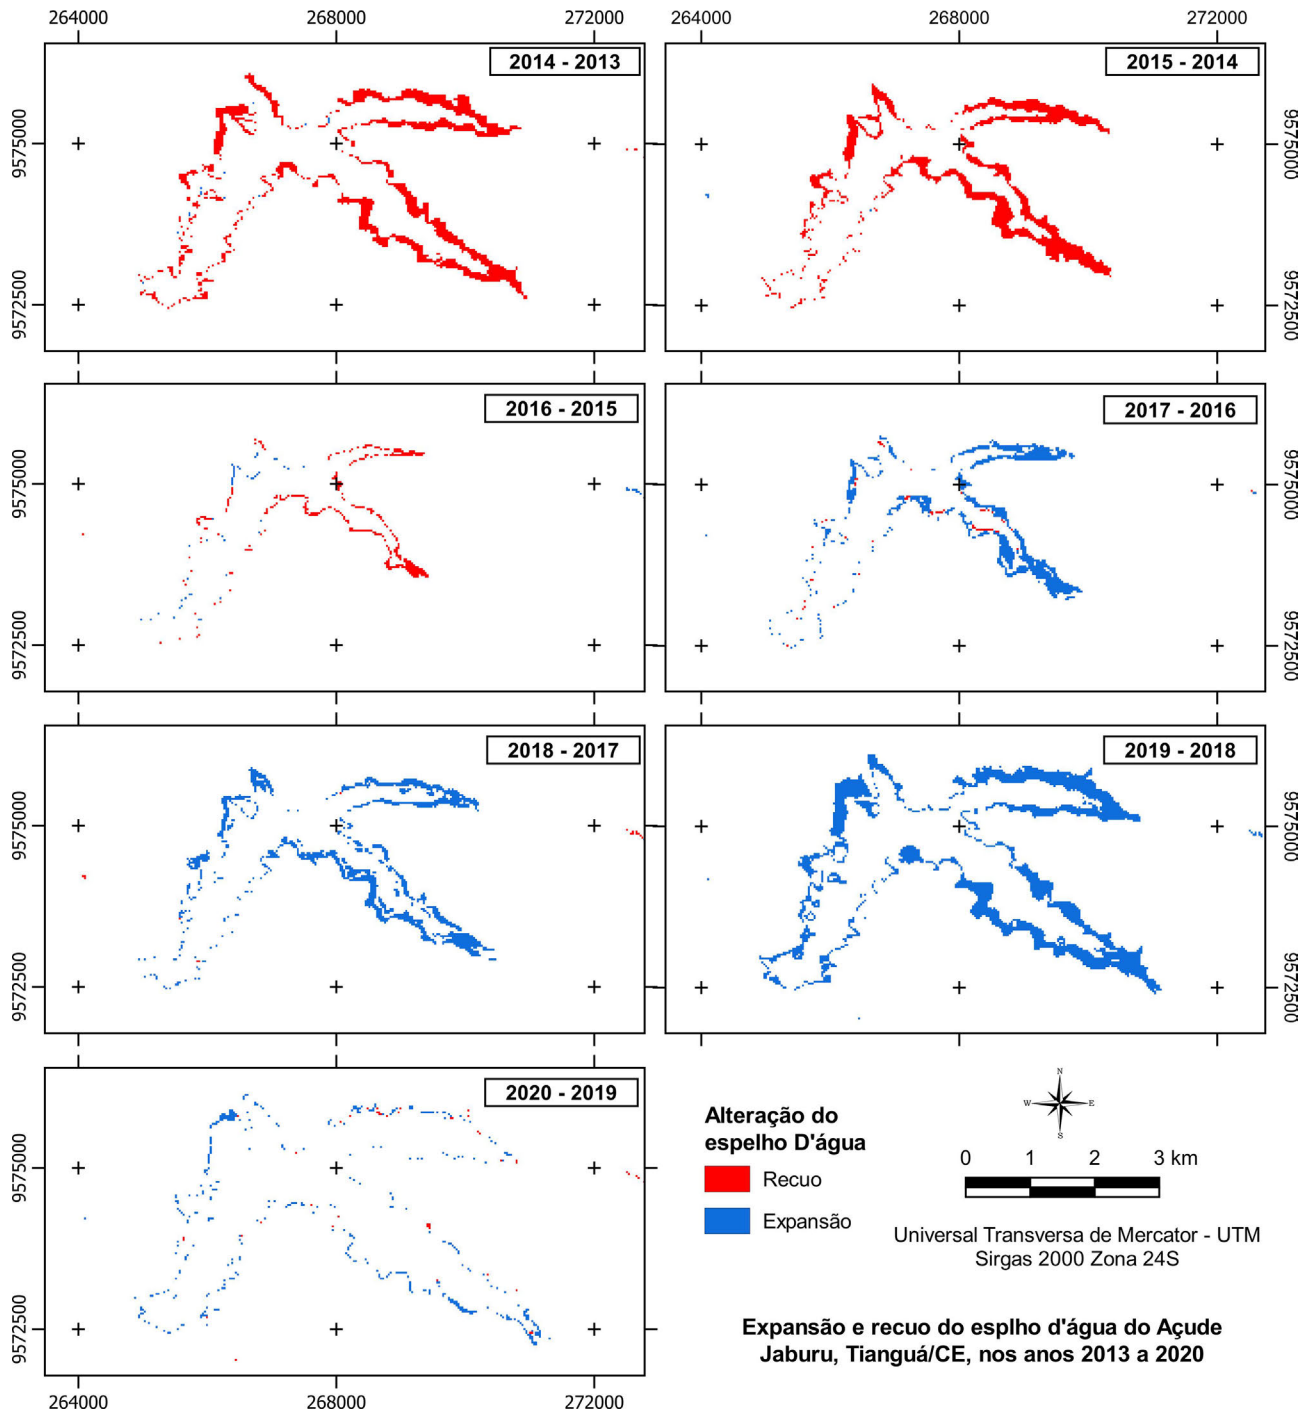 264000 268000 272000 264000 268000 272000
2014 - 2013
2015 - 2014
9575000
9575000
9572500
9572500
2016 - 2015
2017 - 2016
9575000
9575000
9572500
9572500
2018 - 2017
2019 - 2018
9575000
9575000
9572500
9572500
2020 - 2019
9575000
9572500
264000 268000 272000
Alteração do
espelho D'água
Recuo
Expansão
N
W E
S
0 1 2 3 km
Universal Transversa de Mercator - UTM
Sirgas 2000 Zona 24S
Expansão e recuo do esplho d'água do Açude
Jaburu, Tianguá/CE, nos anos 2013 a 2020